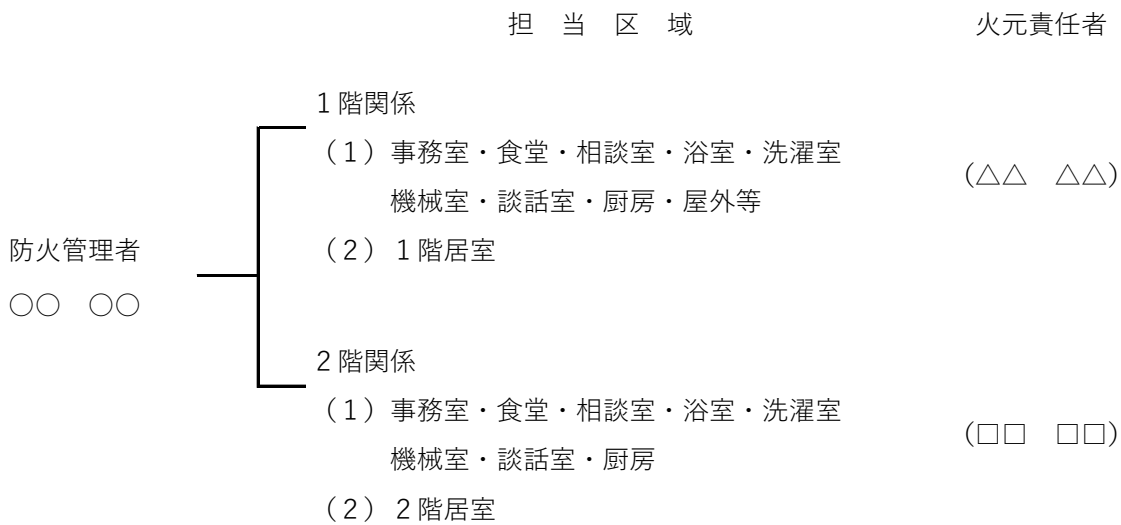 担 当 区 域 火元責任者
1階関係
(1)事務室・食堂・相談室・浴室・洗濯室
機械室・談話室・厨房・屋外等
(△△ △△)
(2)1階居室
防火管理者
○○ ○○
2階関係
(1)事務室・食堂・相談室・浴室・洗濯室
機械室・談話室・厨房
(□□ □□)
(2)2階居室